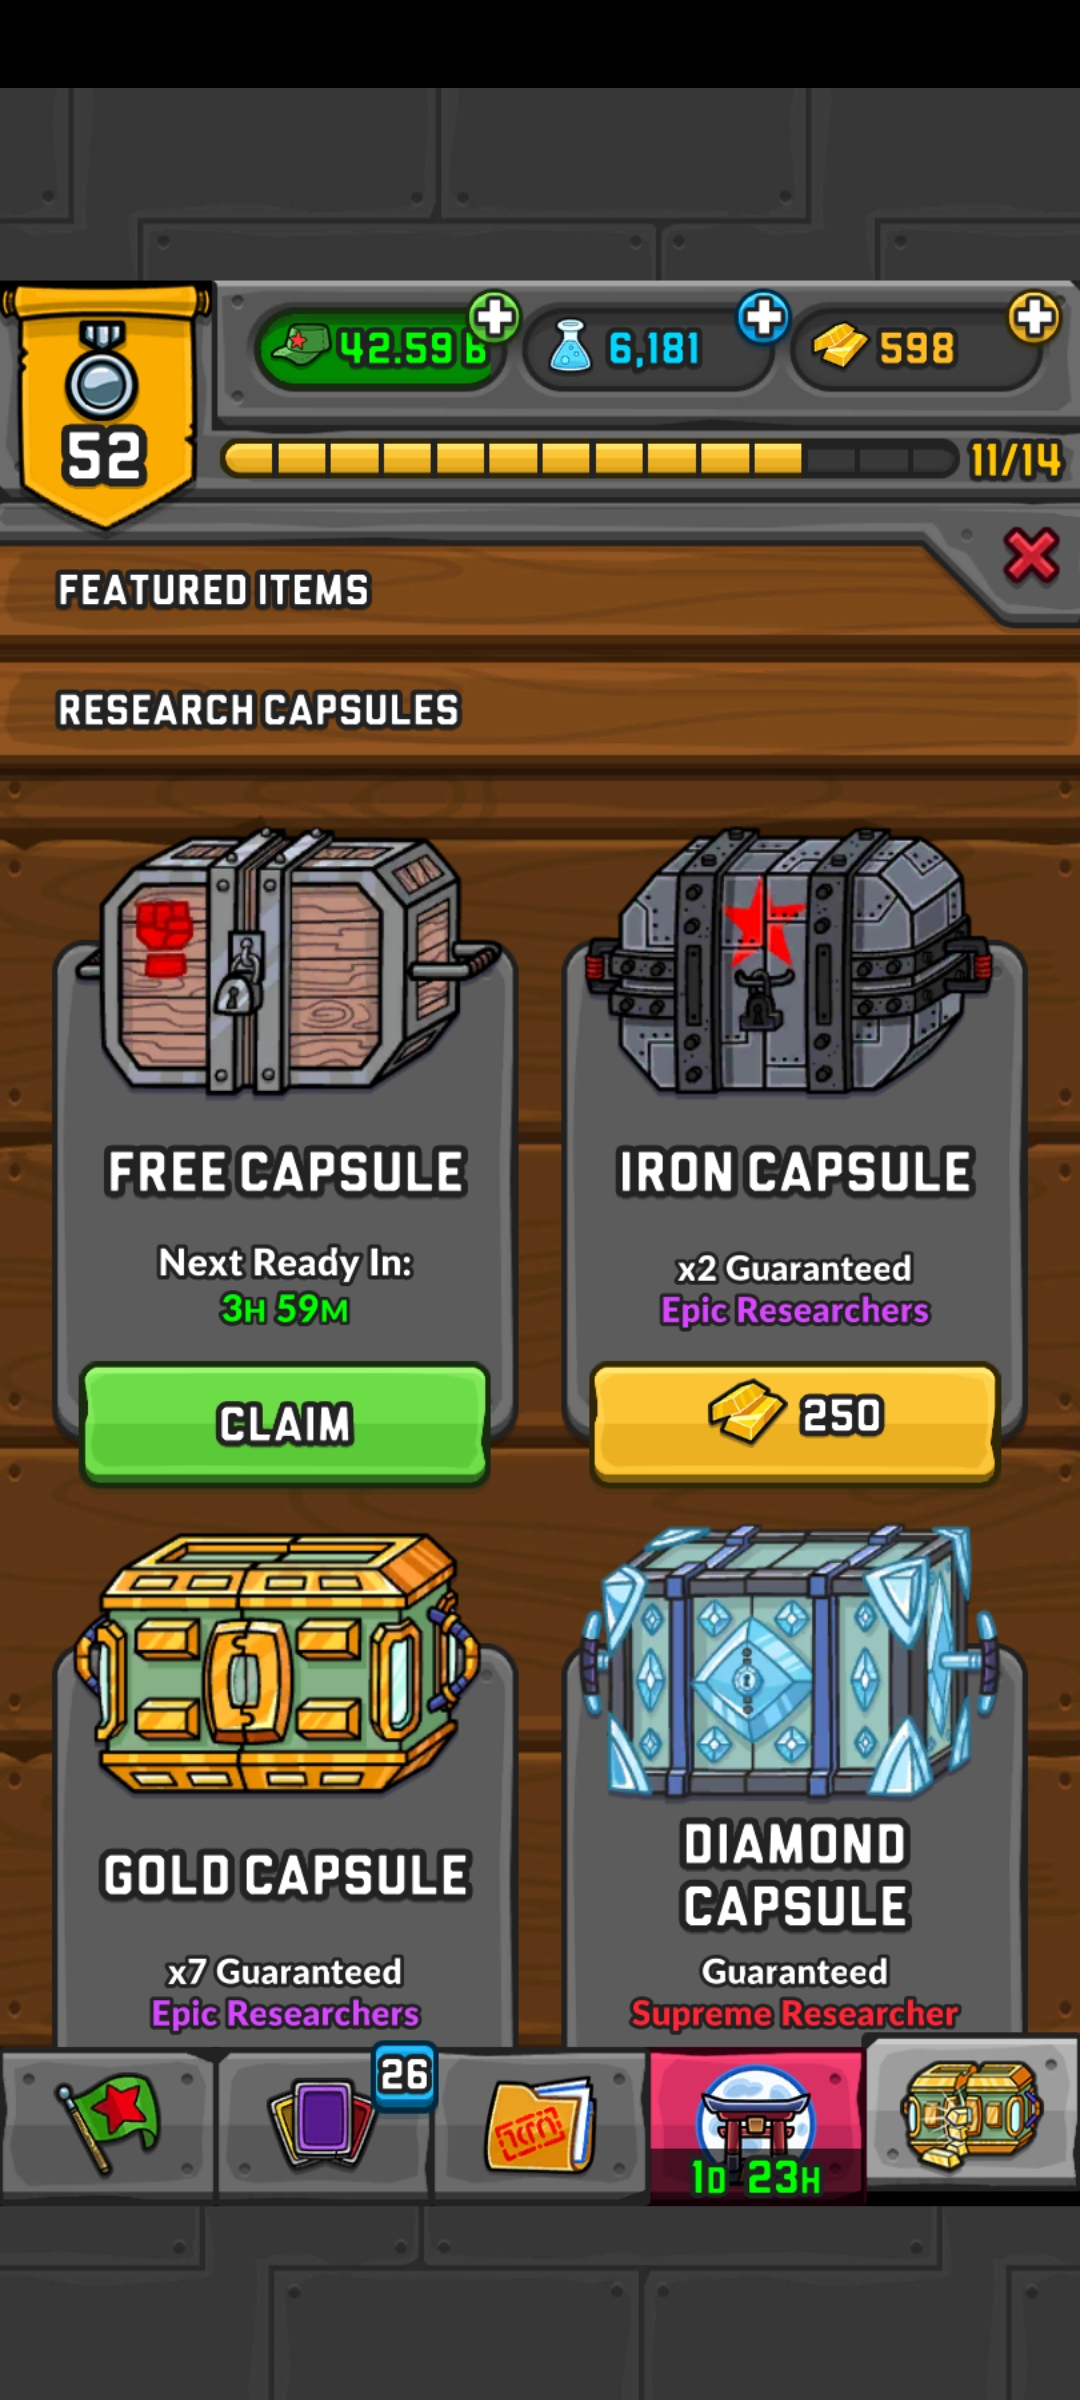 42.59 B
6,181
598
52
11/14
FEATURED ITEMS
RESEARCH CAPSULES
FREE CAPSULE
Next Ready In:
3H 59M
CLAIM
IRON CAPSULE
x2 Guaranteed
Epic Researchers
250
GOLD CAPSULE
x7 Guaranteed
Epic Researchers
DIAMOND
CAPSULE
Guaranteed
Supreme Researcher
26
1D 23H